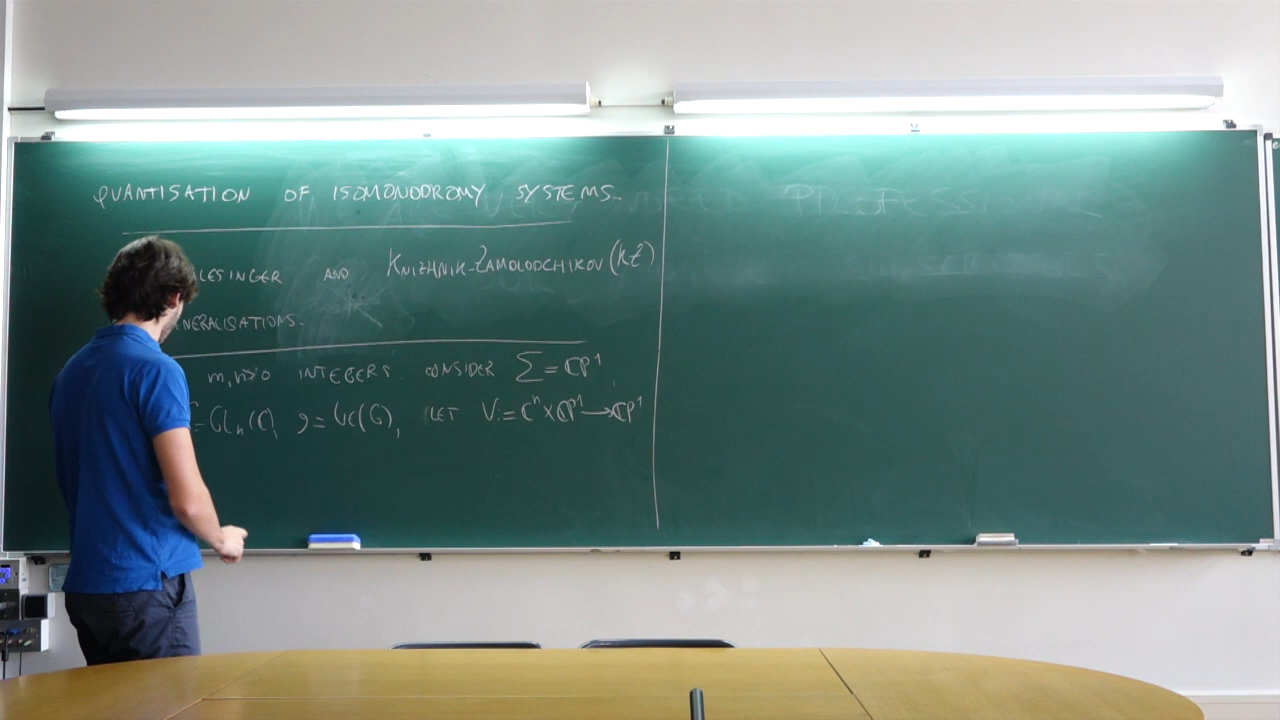 QUANTISATION OF ISOMONODROMY SYSTEMS.
LESINGER AND KNIZHNIK-ZAMOLODCHIKOV (KZ)
NERALISATIONS.
m, n≥0 INTEGERS. CONSIDER Σ = CP¹,
= GLₙ(C), g = Lie(G), LET V := Cⁿ × CP¹ → CP¹